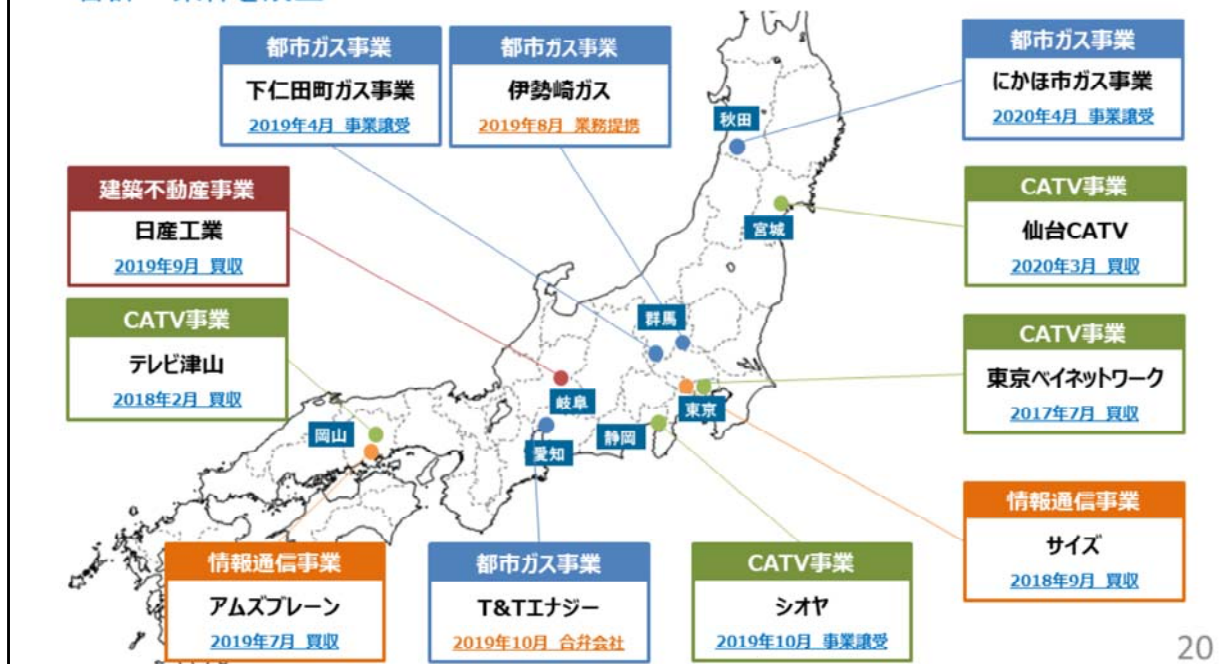 都市ガス事業
下仁田町ガス事業
2019年4月 事業譲受
都市ガス事業
伊勢崎ガス
2019年8月 業務提携
都市ガス事業
にかほ市ガス事業
2020年4月 事業譲受
建築不動産事業
日産工業
2019年9月 買収
CATV事業
仙台CATV
2020年3月 買収
CATV事業
テレビ津山
2018年2月 買収
CATV事業
東京ベイネットワーク
2017年7月 買収
秋田
宮城
群馬
岐阜
東京
岡山
愛知
静岡
情報通信事業
サイズ
2018年9月 買収
情報通信事業
アムズブレーン
2019年7月 買収
都市ガス事業
T&Tエナジー
2019年10月 合弁会社
CATV事業
シオヤ
2019年10月 事業譲受
20